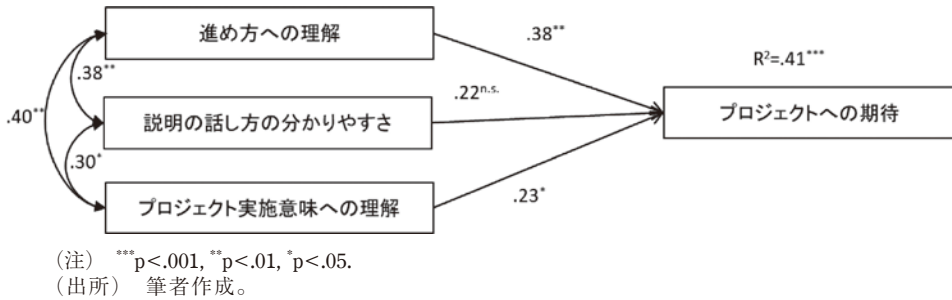 進め方への理解
.38**
R²=.41***
.38**
.40**
.22n.s.
説明の話し方の分かりやすさ
プロジェクトへの期待
.30*
.23*
プロジェクト実施意味への理解
(注) ***p<.001, **p<.01, *p<.05.
(出所) 筆者作成。